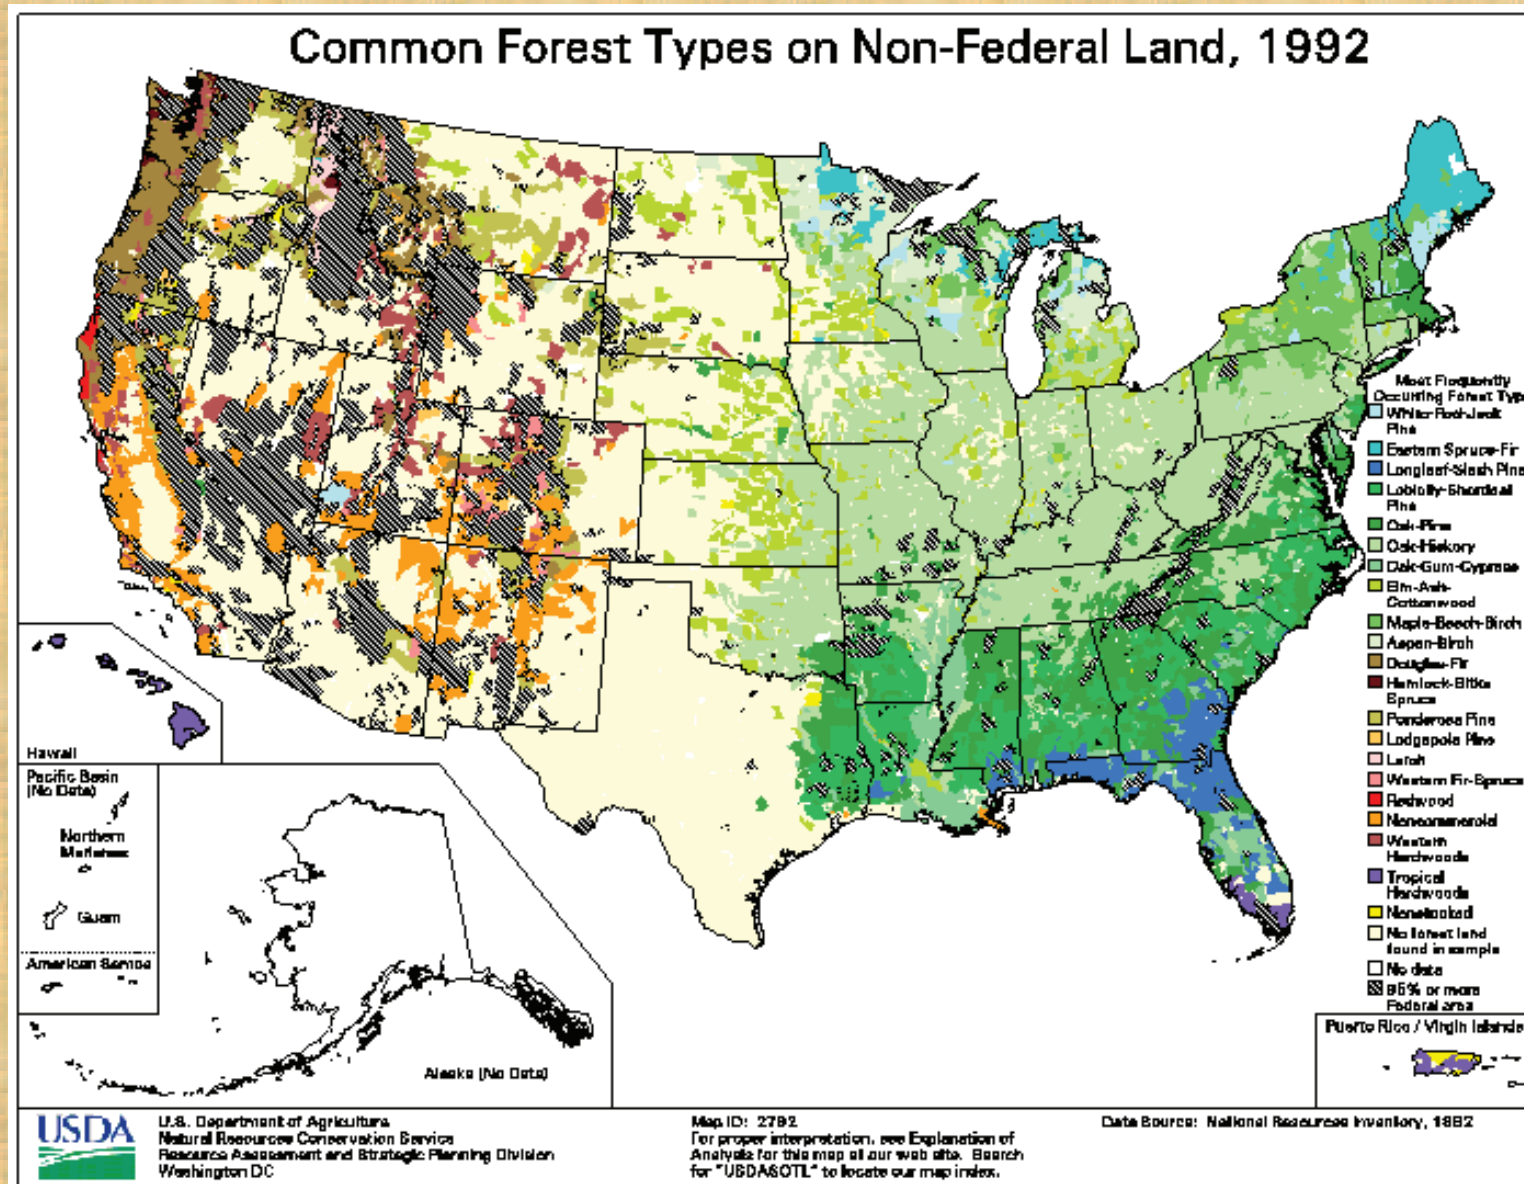 Common Forest Types on Non-Federal Land, 1992
Most Frequently
Occurring Forest Type
White-Red-Jack
Pine
Eastern Spruce-Fir
Longleaf-Slash Pine
Loblolly-Shortleaf
Pine
Oak-Pine
Oak-Hickory
Oak-Gum-Cypress
Elm-Ash-
Cottonwood
Maple-Beech-Birch
Aspen-Birch
Douglas-Fir
Hemlock-Sitka
Spruce
Ponderosa Pine
Lodgepole Pine
Larch
Western Fir-Spruce
Redwood
Noncommercial
Western
Hardwoods
Tropical
Hardwoods
Nonstocked
No forest land
found in sample
No data
95% or more
Federal area
Hawaii
Pacific Basin
(No Data)
Northern
Marianas
Guam
American Samoa
Alaska (No Data)
Puerto Rico / Virgin Islands
USDA
U.S. Department of Agriculture
Natural Resources Conservation Service
Resource Assessment and Strategic Planning Division
Washington DC
Map ID: 2792
For proper interpretation, see Explanation of
Analysis for this map at our web site. Search
for "USDASOTL" to locate our map index.
Data Source: National Resources Inventory, 1992